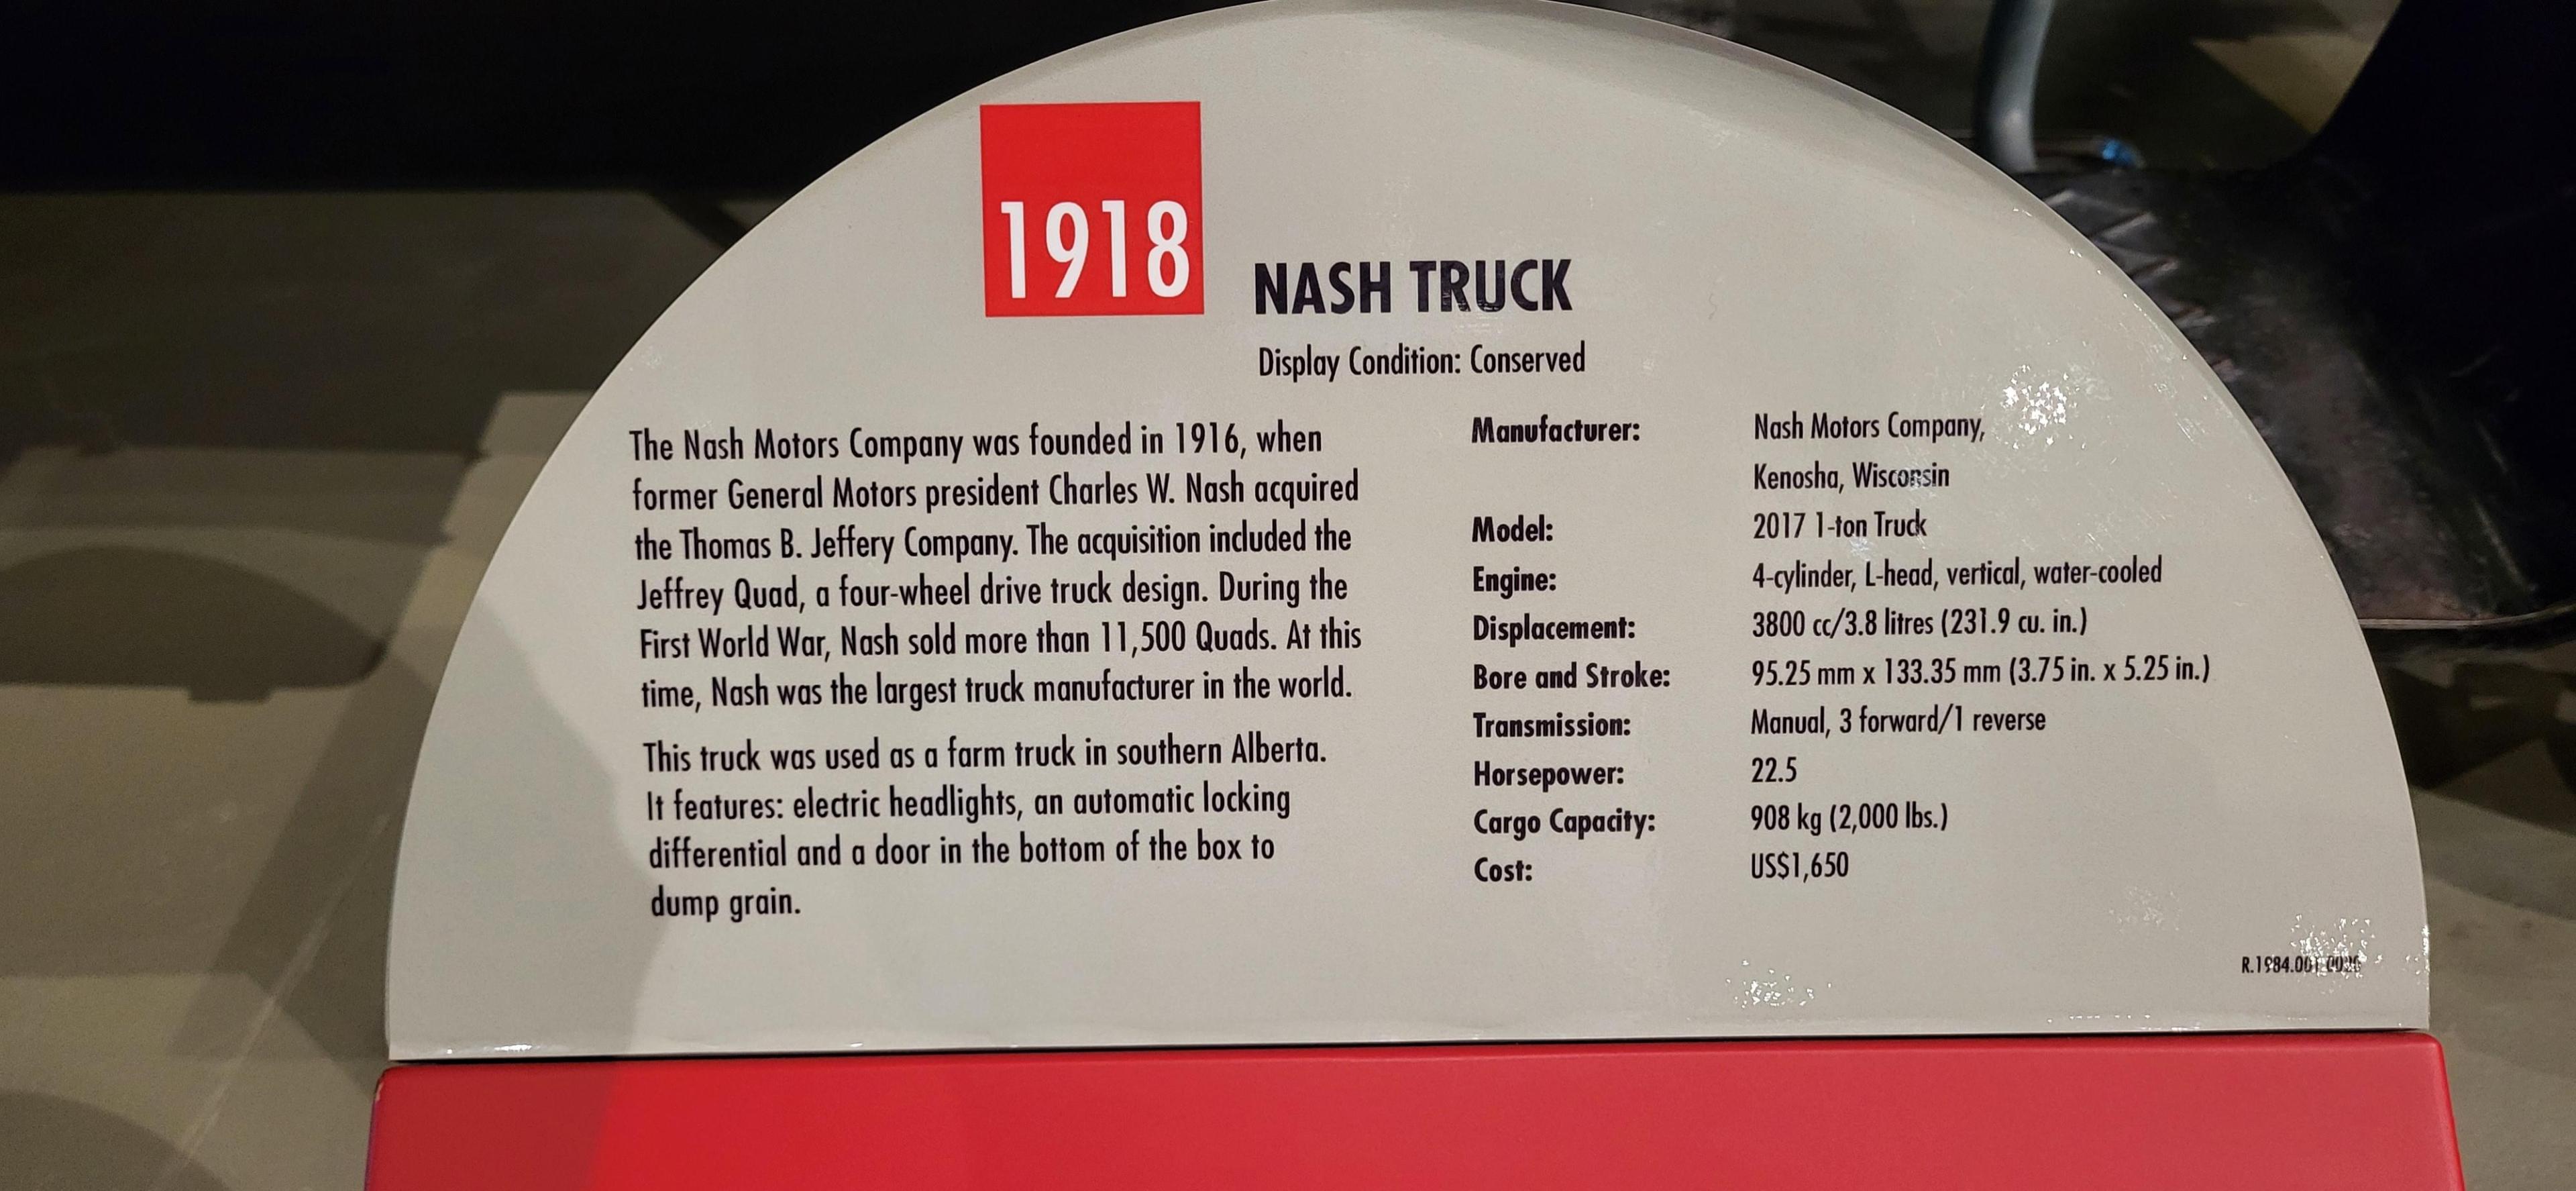 1918
NASH TRUCK
Display Condition: Conserved
The Nash Motors Company was founded in 1916, when
former General Motors president Charles W. Nash acquired
the Thomas B. Jeffery Company. The acquisition included the
Jeffrey Quad, a four-wheel drive truck design. During the
First World War, Nash sold more than 11,500 Quads. At this
time, Nash was the largest truck manufacturer in the world.
This truck was used as a farm truck in southern Alberta.
It features: electric headlights, an automatic locking
differential and a door in the bottom of the box to
dump grain.
Manufacturer: Nash Motors Company,
Kenosha, Wisconsin
Model: 2017 1-ton Truck
Engine: 4-cylinder, L-head, vertical, water-cooled
Displacement: 3800 cc/3.8 litres (231.9 cu. in.)
Bore and Stroke: 95.25 mm x 133.35 mm (3.75 in. x 5.25 in.)
Transmission: Manual, 3 forward/1 reverse
Horsepower: 22.5
Cargo Capacity: 908 kg (2,000 lbs.)
Cost: US$1,650